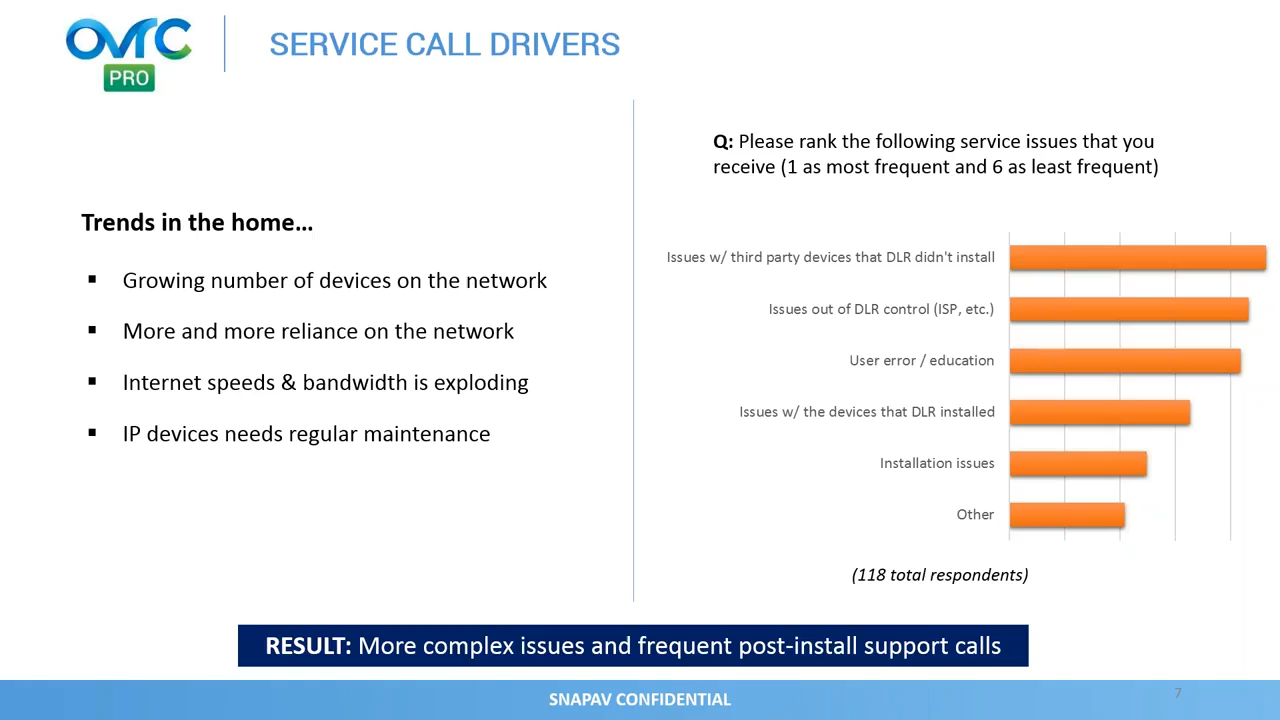 OvrC
PRO
SERVICE CALL DRIVERS
Trends in the home...
▪ Growing number of devices on the network
▪ More and more reliance on the network
▪ Internet speeds & bandwidth is exploding
▪ IP devices needs regular maintenance
Q: Please rank the following service issues that you
receive (1 as most frequent and 6 as least frequent)
Issues w/ third party devices that DLR didn't install
Issues out of DLR control (ISP, etc.)
User error / education
Issues w/ the devices that DLR installed
Installation issues
Other
(118 total respondents)
RESULT: More complex issues and frequent post-install support calls
SNAPAV CONFIDENTIAL
7